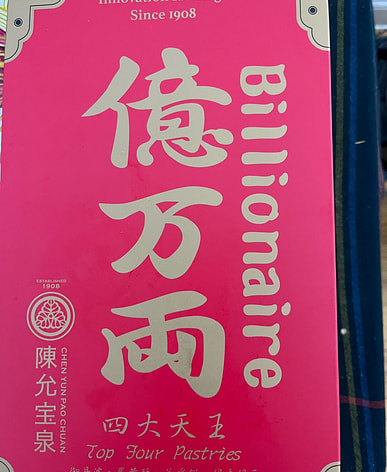 Since 1908
億万両
Billionaire
ESTABLISHED
1908
陳允宝泉
CHEN YUN PAO CHUAN
四大天王
Top Four Pastries